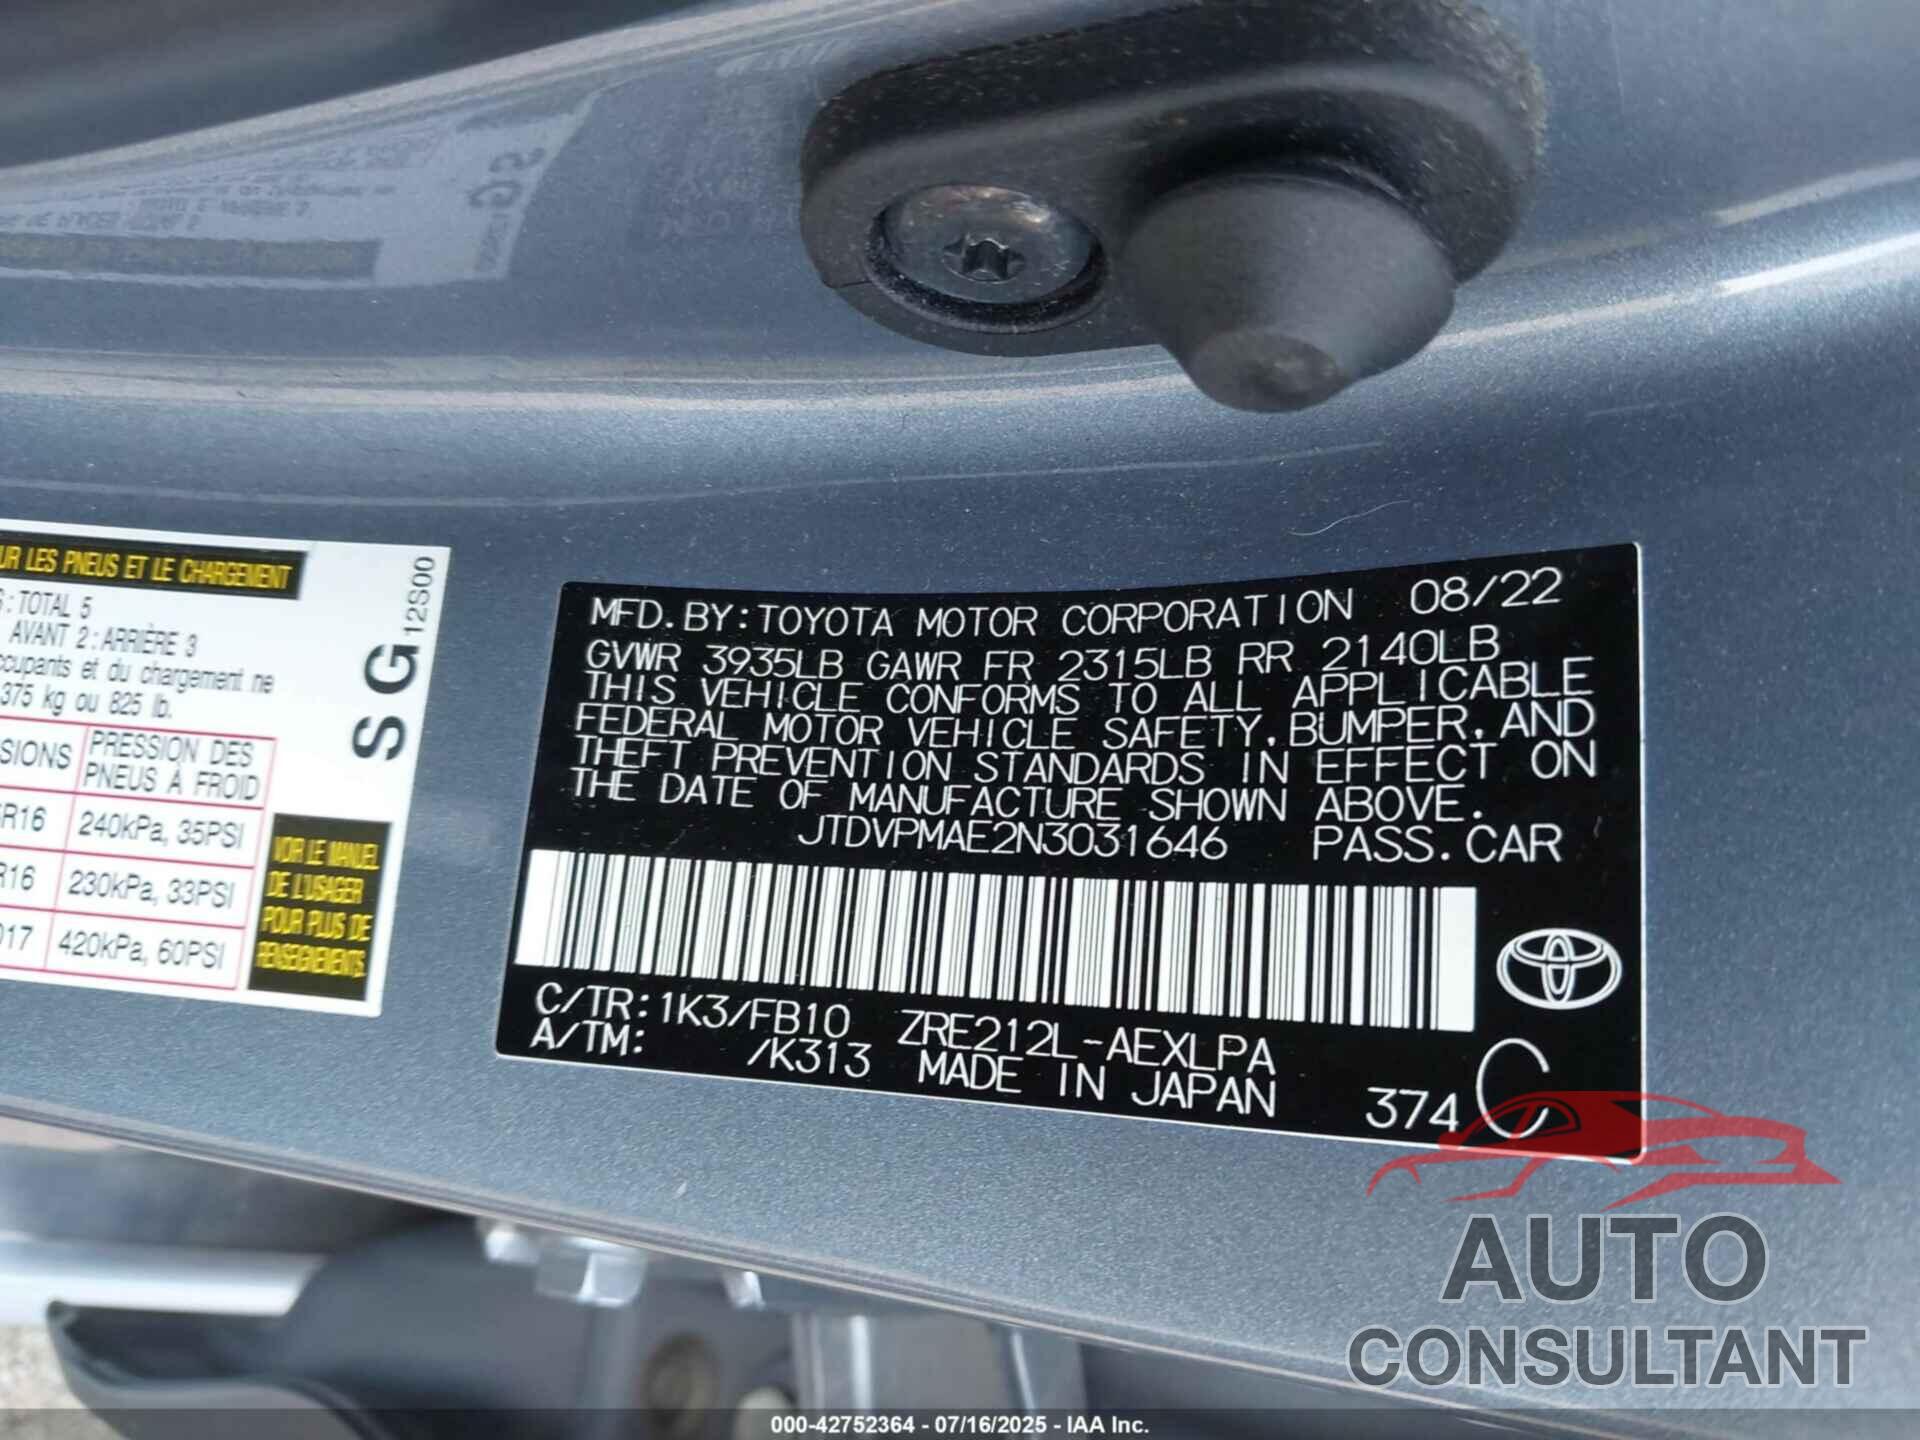 UR LES PNEUS ET LE CHARGEMENT
: TOTAL 5
AVANT 2 : ARRIÈRE 3
ccupants et du chargement ne
375 kg ou 825 lb.
SIONS PRESSION DES
PNEUS À FROID
R16 240kPa, 35PSI
R16 230kPa, 33PSI
D17 420kPa, 60PSI
VOIR LE MANUEL
DE L'USAGER
POUR PLUS DE
RENSEIGNEMENTS.
SG 12S00
MFD. BY: TOYOTA MOTOR CORPORATION 08/22
GVWR 3935LB GAWR FR 2315LB RR 2140LB
THIS VEHICLE CONFORMS TO ALL APPLICABLE
FEDERAL MOTOR VEHICLE SAFETY, BUMPER, AND
THEFT PREVENTION STANDARDS IN EFFECT ON
THE DATE OF MANUFACTURE SHOWN ABOVE.
JTDVPMAE2N3031646 PASS. CAR
C/TR: 1K3/FB10 ZRE212L-AEXLPA
A/TM: /K313 MADE IN JAPAN 374 C
AUTO
CONSULTANT
000-42752364 - 07/16/2025 - IAA Inc.